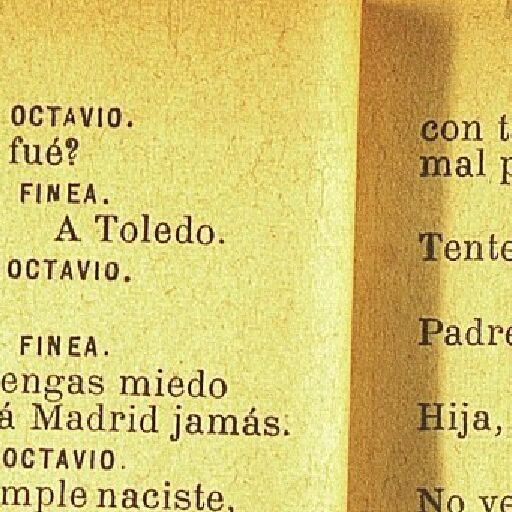 OCTAVIO.
fué?
FINEA.
A Toledo.
OCTAVIO.
FINEA.
engas miedo
á Madrid jamás.
OCTAVIO.
mple naciste,
con t
mal p
Tente
Padre
Hija,
No ve